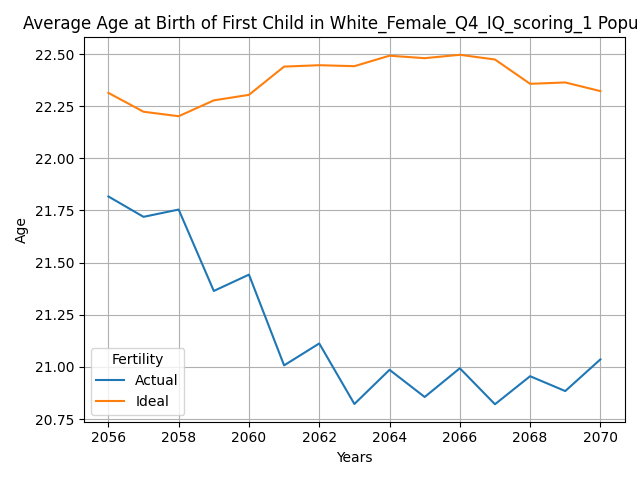 Average Age at Birth of First Child in White_Female_Q4_IQ_scoring_1 Popu
22.50
22.25
22.00
21.75
21.50
21.25
21.00
20.75
Age
Fertility
Actual
Ideal
2056 2058 2060 2062 2064 2066 2068 2070
Years